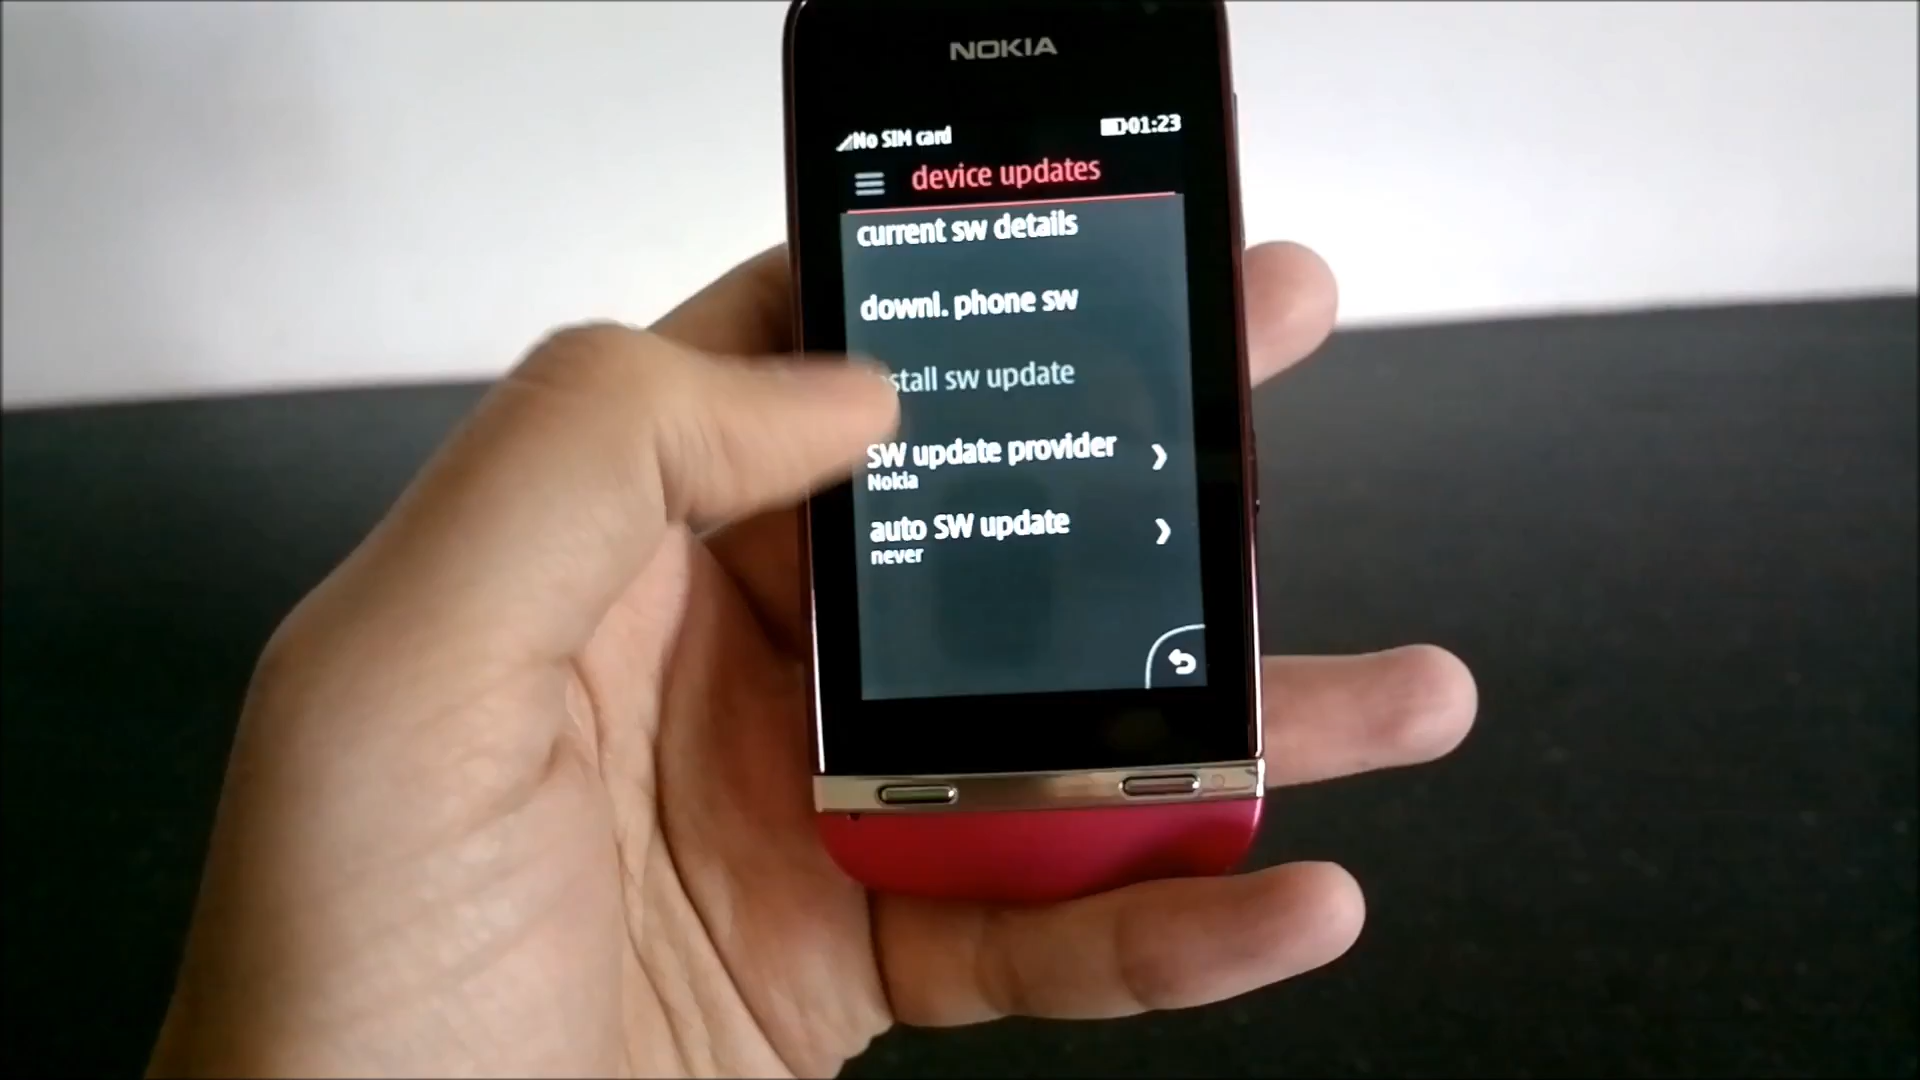 NOKIA
No SIM card 01:23
device updates
current sw details
downl. phone sw
sw update
SW update provider
Nokia
auto SW update
never